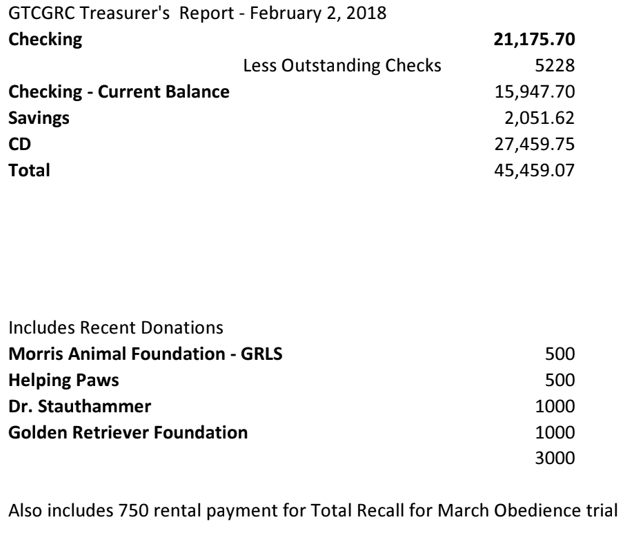 GTCGRC Treasurer's  Report - February 2, 2018
Checking 21,175.70
Less Outstanding Checks 5228
Checking - Current Balance 15,947.70
Savings 2,051.62
CD 27,459.75
Total 45,459.07
Includes Recent Donations
Morris Animal Foundation - GRLS 500
Helping Paws 500
Dr. Stauthammer 1000
Golden Retriever Foundation 1000
3000
Also includes 750 rental payment for Total Recall for March Obedience trial